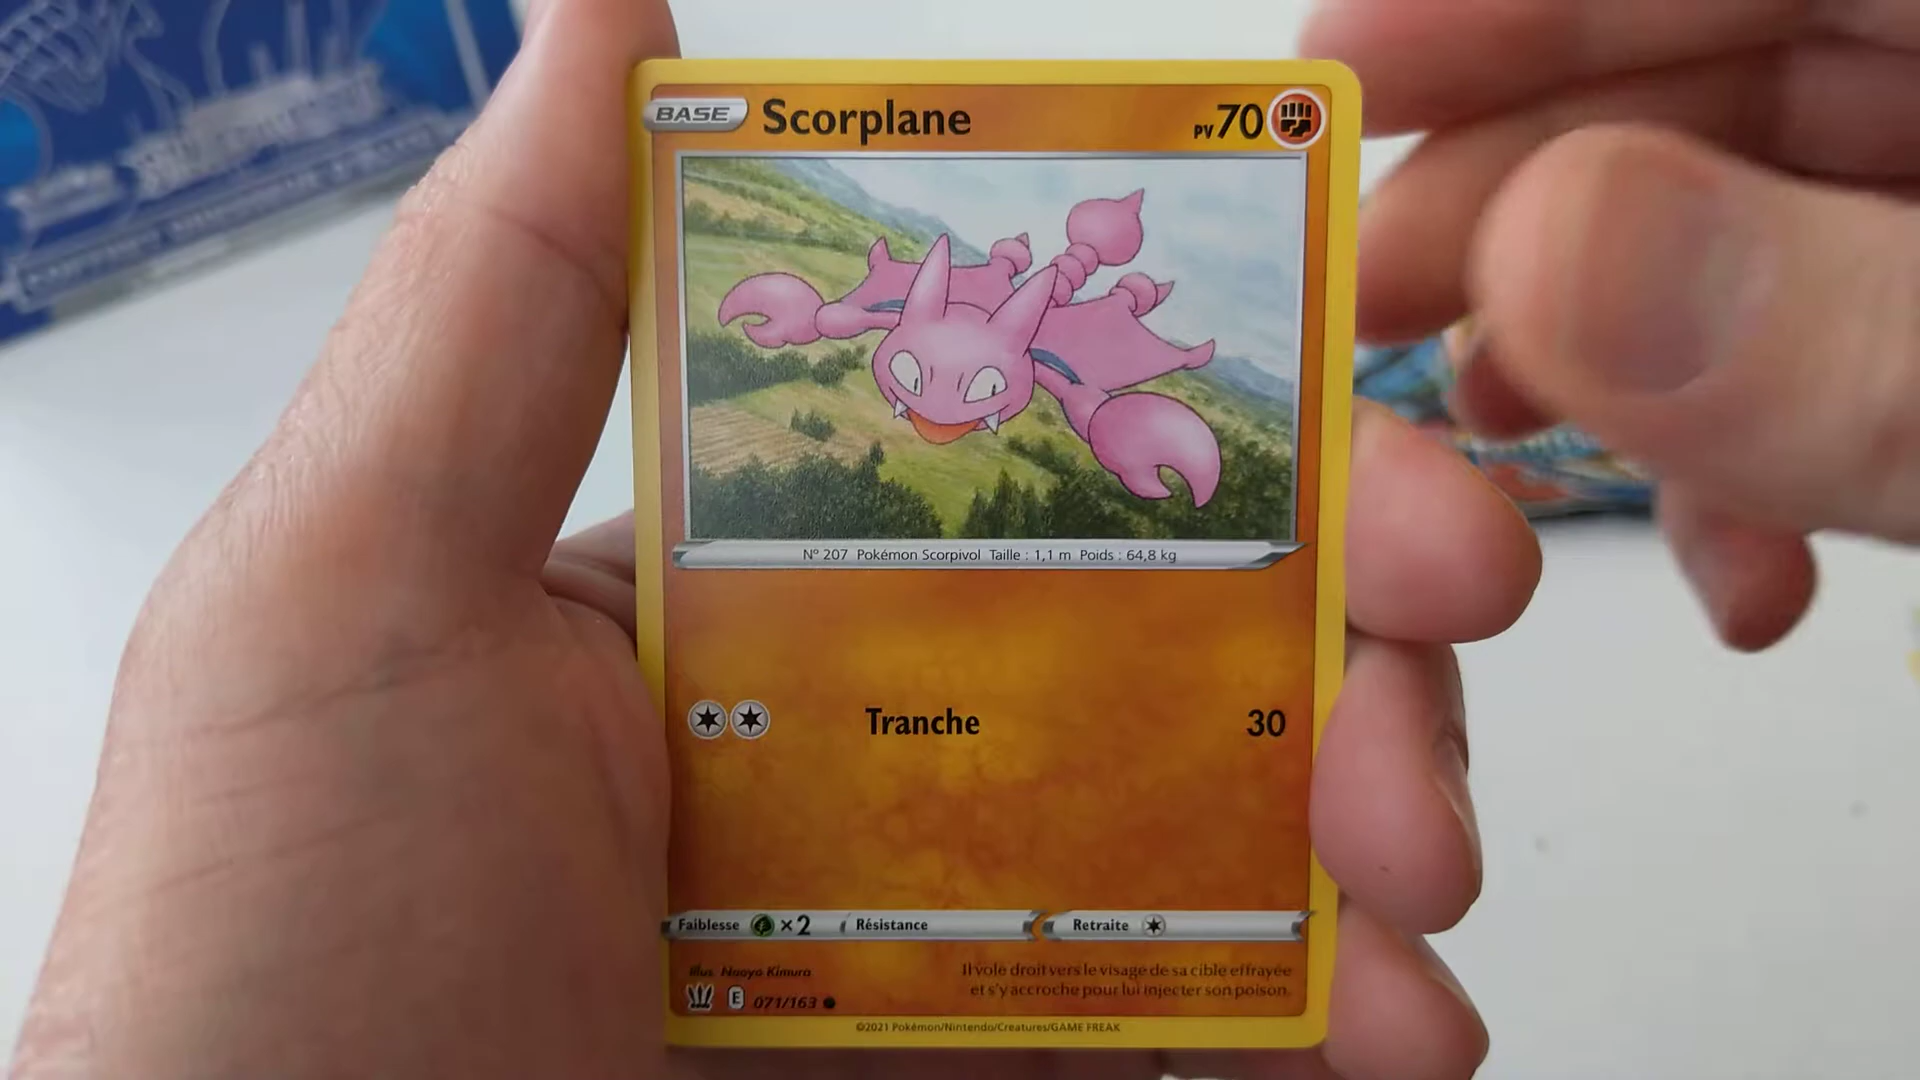 BASE Scorplane PV 70
N° 207 Pokémon Scorpivol Taille : 1,1 m Poids : 64,8 kg
Tranche 30
Faiblesse ×2 Résistance Retraite
Illus. Naoyo Kimura
Il vole droit vers le visage de sa cible effrayée
et s'y accroche pour lui injecter son poison.
E 071/163
©2021 Pokémon/Nintendo/Creatures/GAME FREAK